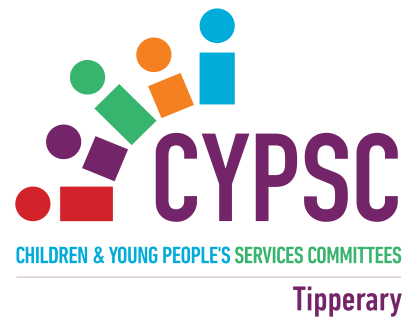 CYPSC
CHILDREN & YOUNG PEOPLE'S SERVICES COMMITTEES
Tipperary